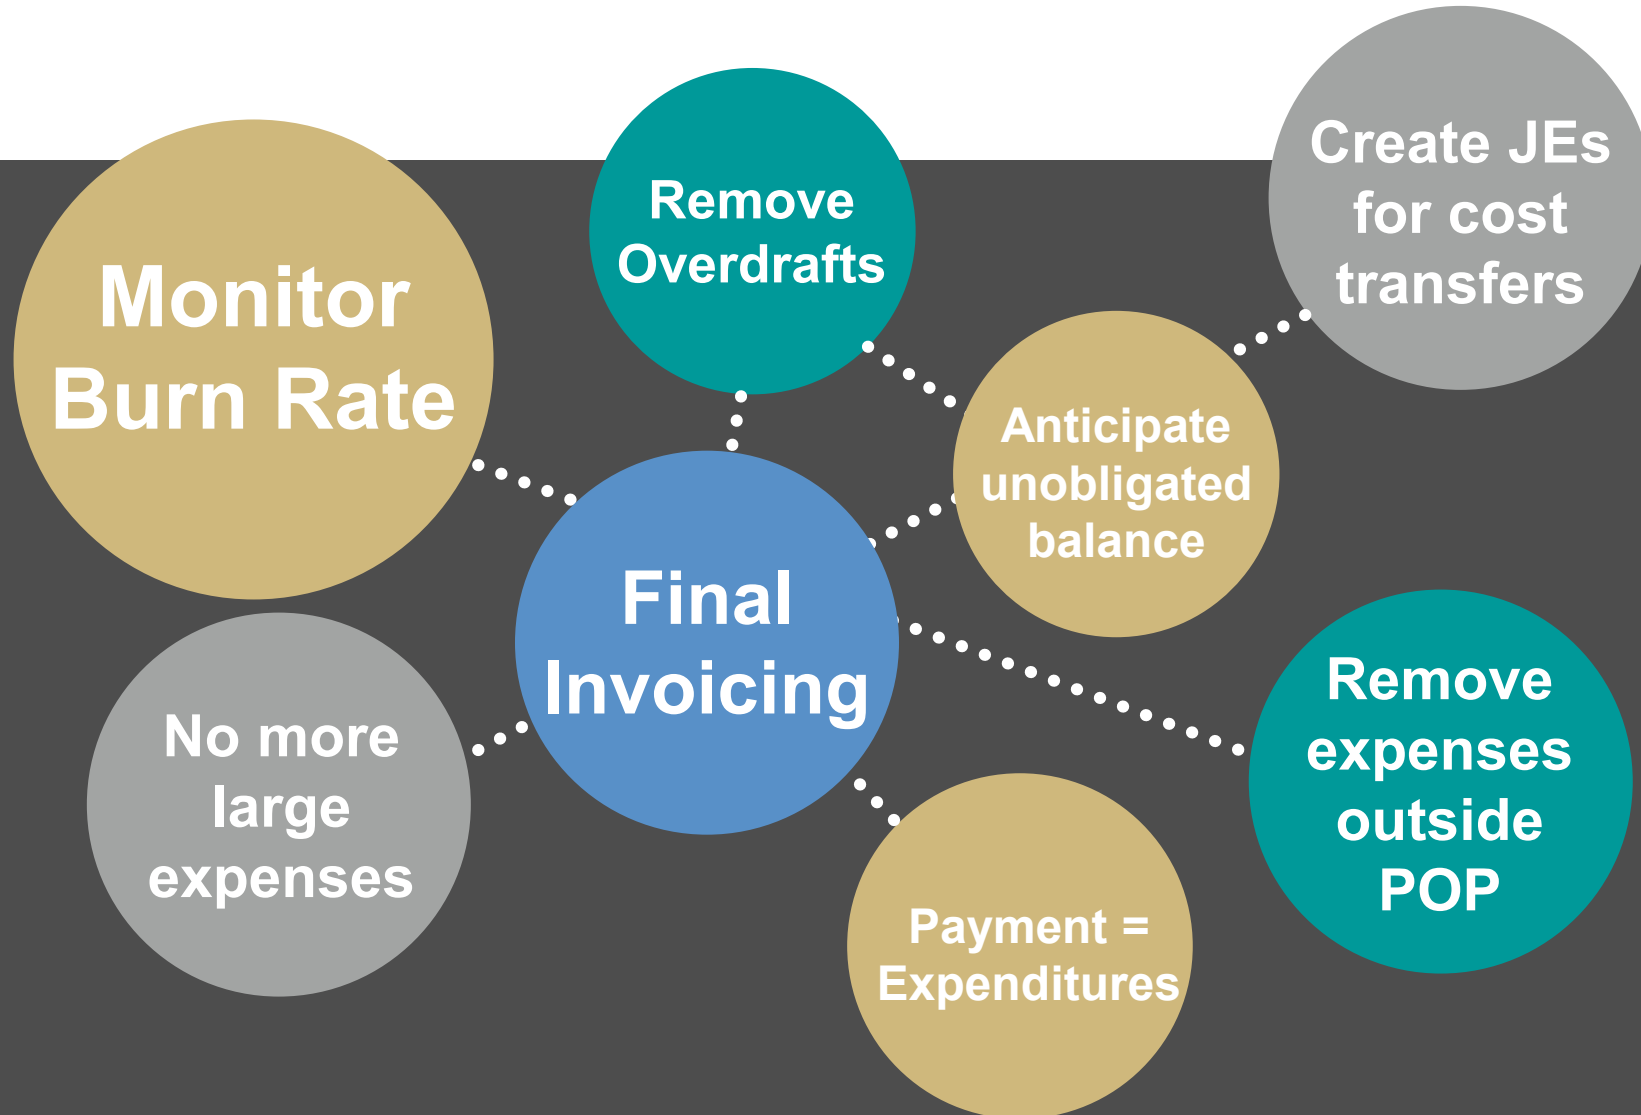 Monitor
Burn Rate
Remove
Overdrafts
Create JEs
for cost
transfers
Anticipate
unobligated
balance
Final
Invoicing
No more
large
expenses
Remove
expenses
outside
POP
Payment =
Expenditures